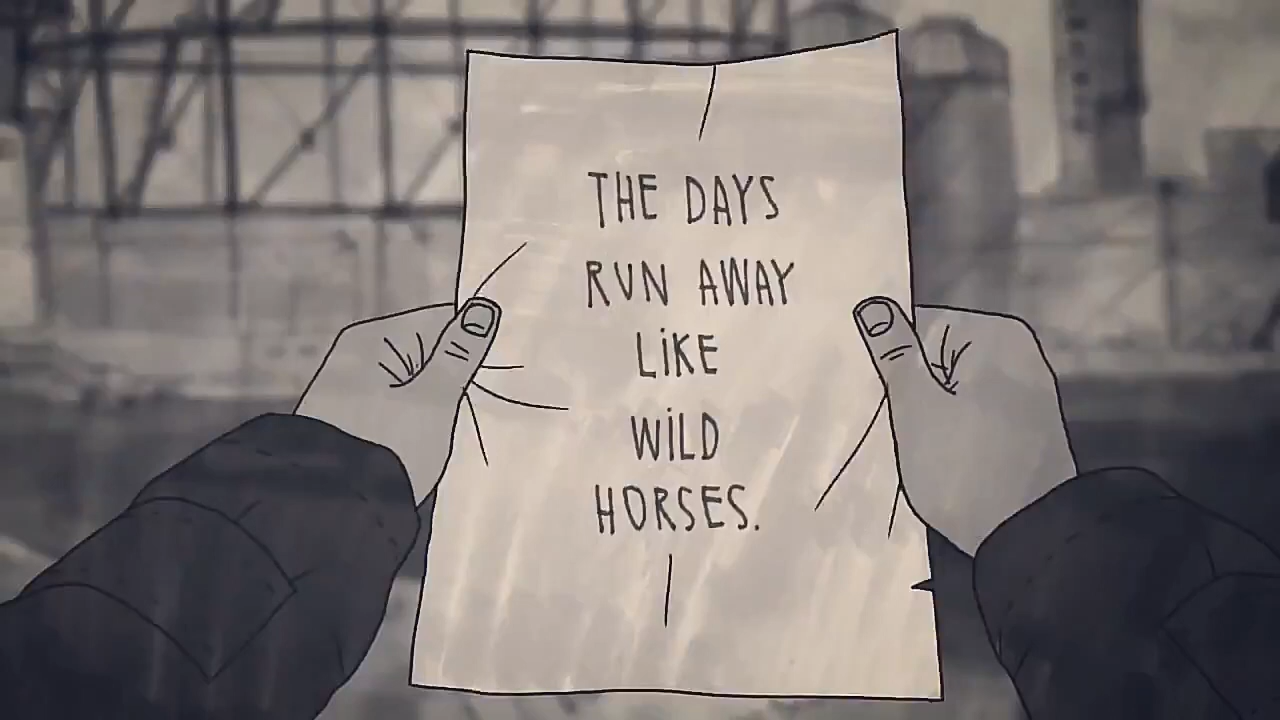 THE DAYS
RUN AWAY
LIKE
WILD
HORSES.